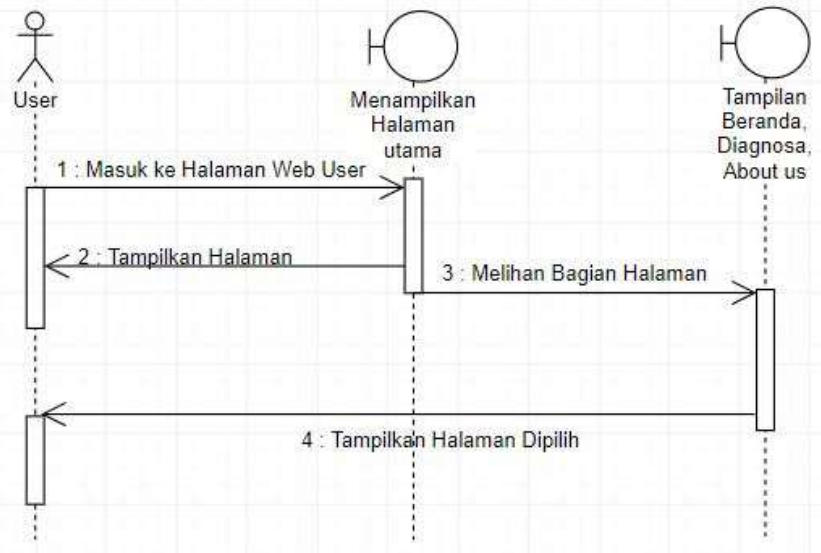 User
Menampilkan
Halaman
utama
Tampilan
Beranda,
Diagnosa,
About us
1 : Masuk ke Halaman Web User
2 : Tampilkan Halaman
3 : Melihan Bagian Halaman
4 : Tampilkan Halaman Dipilih